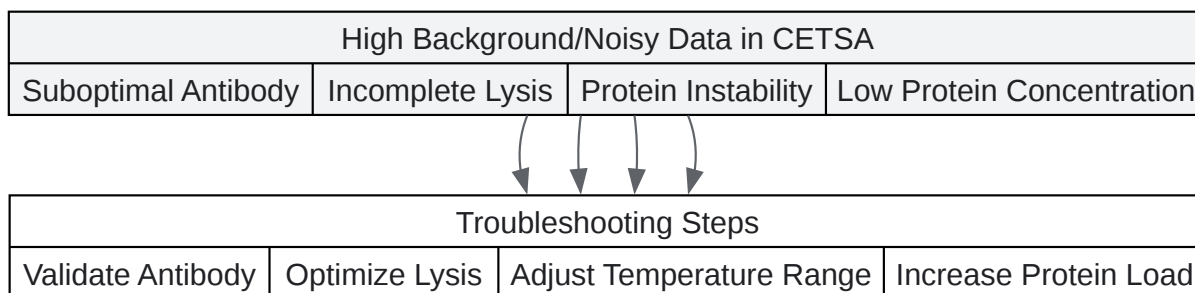 High Background/Noisy Data in CETSA
Suboptimal Antibody Incomplete Lysis Protein Instability Low Protein Concentration
Troubleshooting Steps
Validate Antibody Optimize Lysis Adjust Temperature Range Increase Protein Load